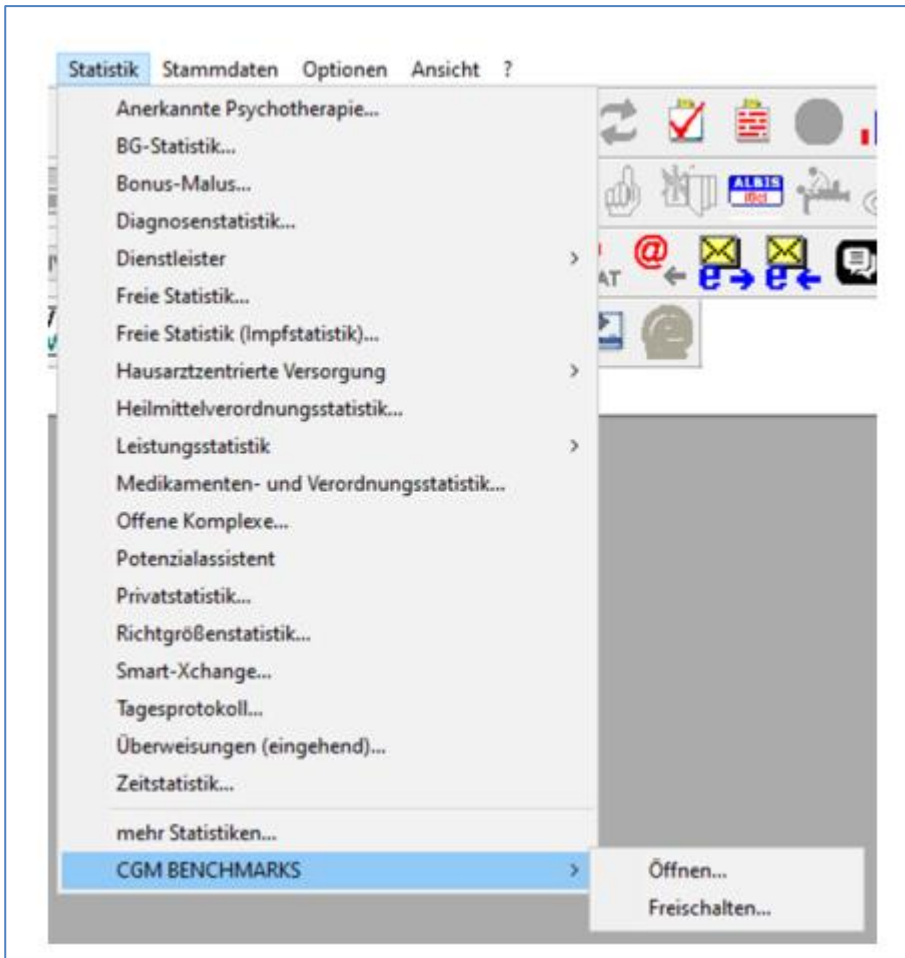 Statistik Stammdaten Optionen Ansicht ?
Anerkannte Psychotherapie...
BG-Statistik...
Bonus-Malus...
Diagnosenstatistik...
Dienstleister >
Freie Statistik...
Freie Statistik (Impfstatistik)...
Hausarztzentrierte Versorgung >
Heilmittelverordnungsstatistik...
Leistungsstatistik >
Medikamenten- und Verordnungsstatistik...
Offene Komplexe...
Potenzialassistent
Privatstatistik...
Richtgrößenstatistik...
Smart-Xchange...
Tagesprotokoll...
Überweisungen (eingehend)...
Zeitstatistik...
mehr Statistiken...
CGM BENCHMARKS >
Öffnen...
Freischalten...
ALBIS
@
AT
e
e
@